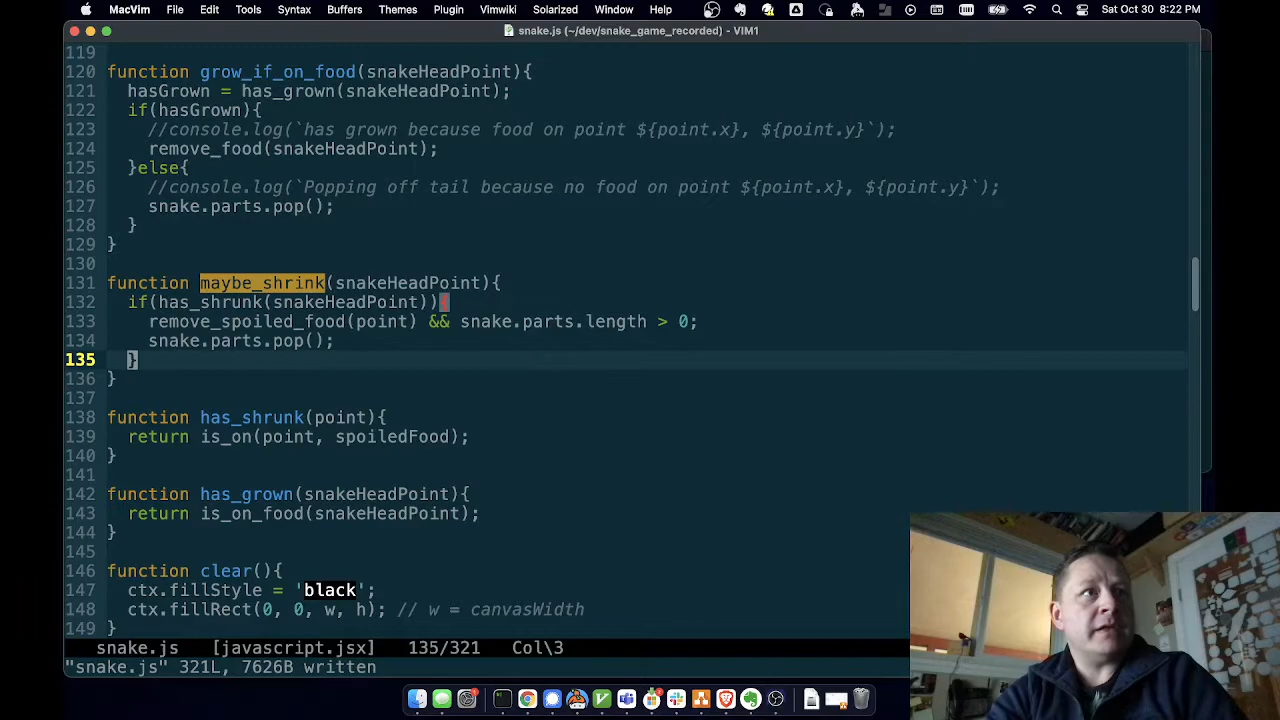 MacVim File Edit Tools Syntax Buffers Themes Plugin Vimwiki Solarized Window Help Sat Oct 30 8:22 PM
snake.js (~/dev/snake_game_recorded) - VIM1
119
120 function grow_if_on_food(snakeHeadPoint){
121   hasGrown = has_grown(snakeHeadPoint);
122   if(hasGrown){
123     //console.log(`has grown because food on point ${point.x}, ${point.y}`);
124     remove_food(snakeHeadPoint);
125   }else{
126     //console.log(`Popping off tail because no food on point ${point.x}, ${point.y}`);
127     snake.parts.pop();
128   }
129 }
130
131 function maybe_shrink(snakeHeadPoint){
132   if(has_shrunk(snakeHeadPoint)){
133     remove_spoiled_food(point) && snake.parts.length > 0;
134     snake.parts.pop();
135   }
136 }
137
138 function has_shrunk(point){
139   return is_on(point, spoiledFood);
140 }
141
142 function has_grown(snakeHeadPoint){
143   return is_on_food(snakeHeadPoint);
144 }
145
146 function clear(){
147   ctx.fillStyle = 'black';
148   ctx.fillRect(0, 0, w, h); // w = canvasWidth
149 }
snake.js [javascript.jsx] 135/321 Col\3
"snake.js" 321L, 7626B written